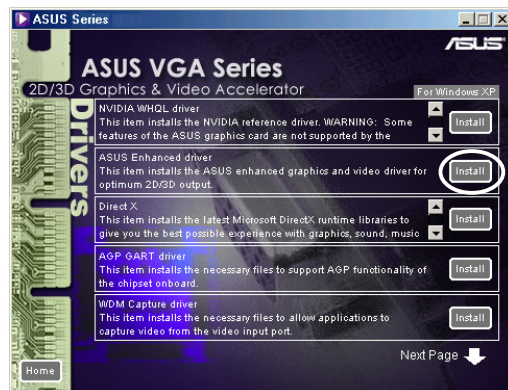 ASUS Series
ASUS
ASUS VGA Series
2D/3D Graphics & Video Accelerator
For Windows XP
Drivers
NVIDIA WHQL driver
This item installs the NVIDIA reference driver. WARNING: Some
features of the ASUS graphics card are not supported by the
Install
ASUS Enhanced driver
This item installs the ASUS enhanced graphics and video driver for
optimum 2D/3D output.
Install
Direct X
This item installs the latest Microsoft DirectX runtime libraries to
give you the best possible experience with graphics, sound, music
Install
AGP GART driver
This item installs the necessary files to support AGP functionality of
the chipset onboard.
Install
WDM Capture driver
This item installs the necessary files to allow applications to
capture video from the video input port.
Install
Next Page
Home